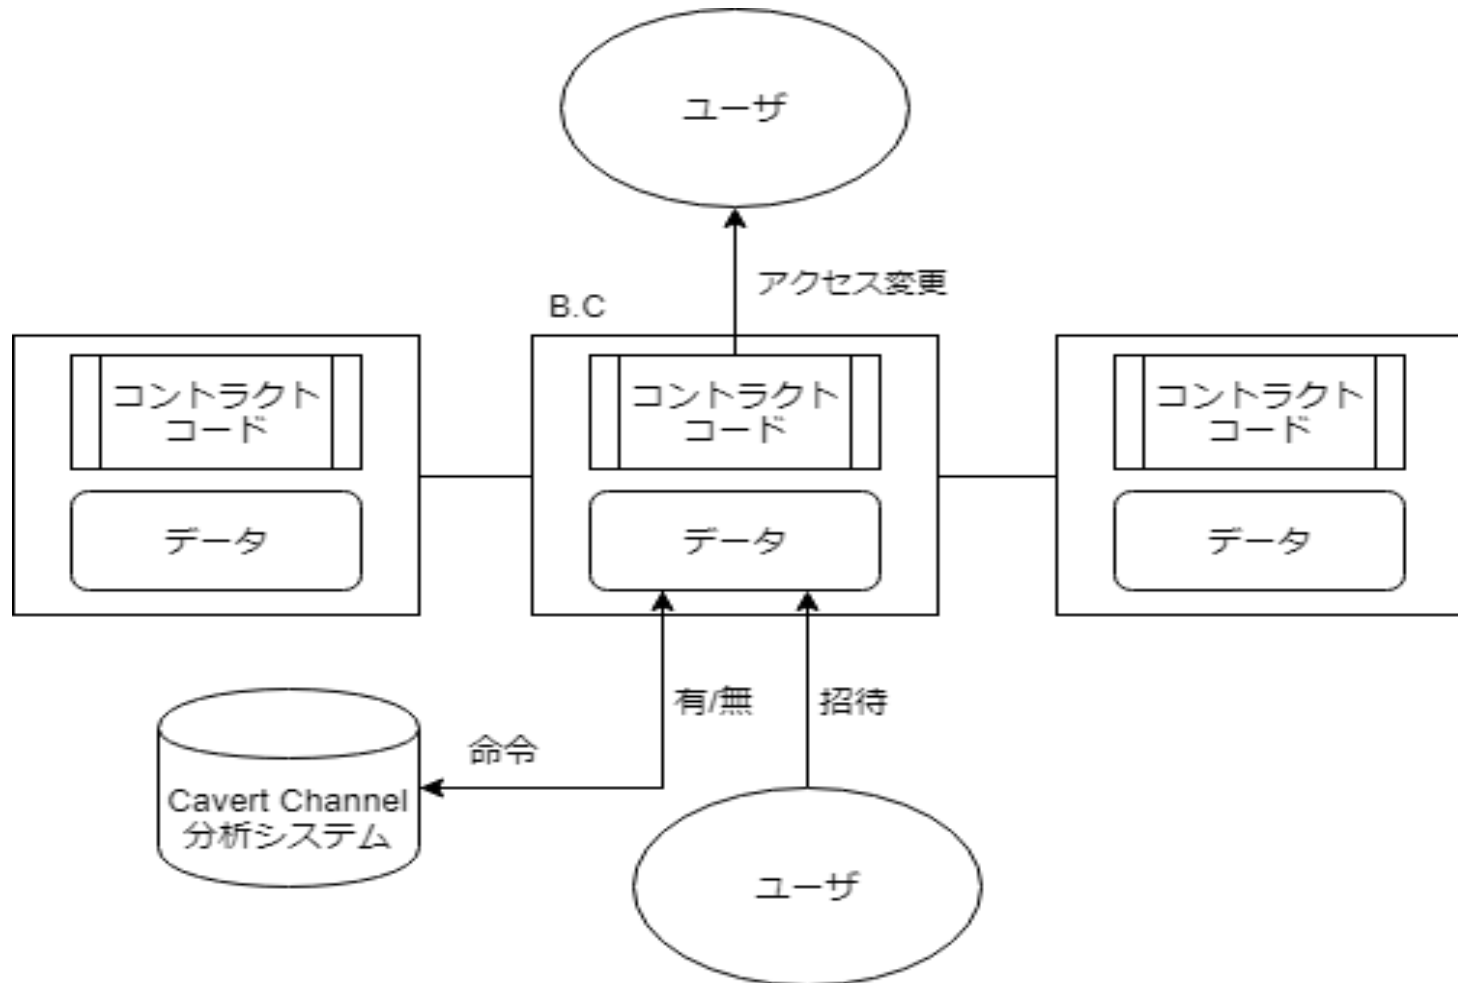 ユーザ
アクセス変更
B.C
コントラクト
コード
データ
コントラクト
コード
データ
コントラクト
コード
データ
有/無
招待
命令
Cavert Channel
分析システム
ユーザ